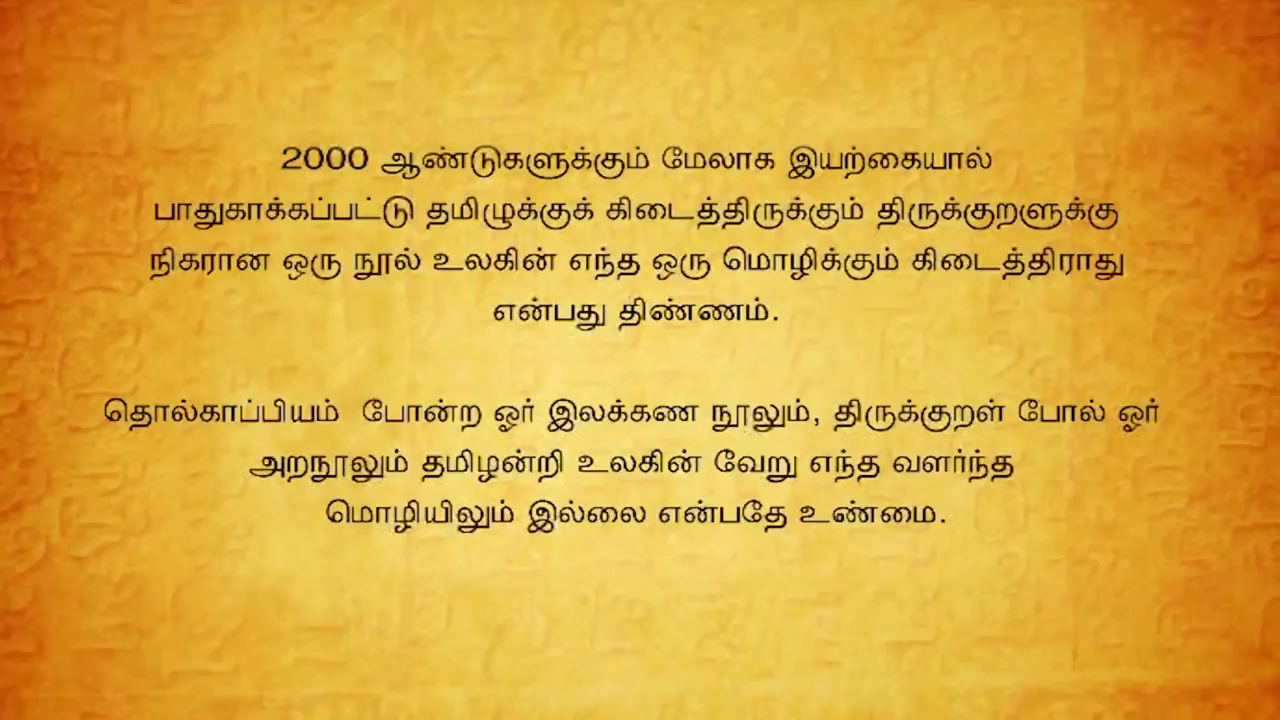 2000 ஆண்டுகளுக்கும் மேலாக இயற்கையால்
பாதுகாக்கப்பட்டு தமிழுக்குக் கிடைத்திருக்கும் திருக்குறளுக்கு
நிகரான ஒரு நூல் உலகின் எந்த ஒரு மொழிக்கும் கிடைத்திராது
என்பது திண்ணம்.
தொல்காப்பியம் போன்ற ஓர் இலக்கண நூலும், திருக்குறள் போல் ஓர்
அறநூலும் தமிழன்றி உலகின் வேறு எந்த வளர்ந்த
மொழியிலும் இல்லை என்பதே உண்மை.